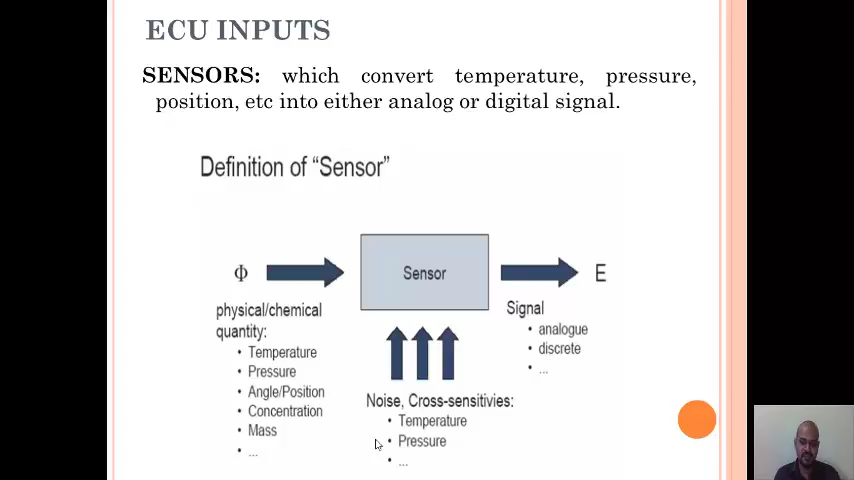 ECU INPUTS
SENSORS: which convert temperature, pressure,
position, etc into either analog or digital signal.
Definition of “Sensor”
Φ
Sensor
E
physical/chemical
quantity:
• Temperature
• Pressure
• Angle/Position
• Concentration
• Mass
• ...
Noise, Cross-sensitivies:
• Temperature
• Pressure
• ...
Signal
• analogue
• discrete
• ...